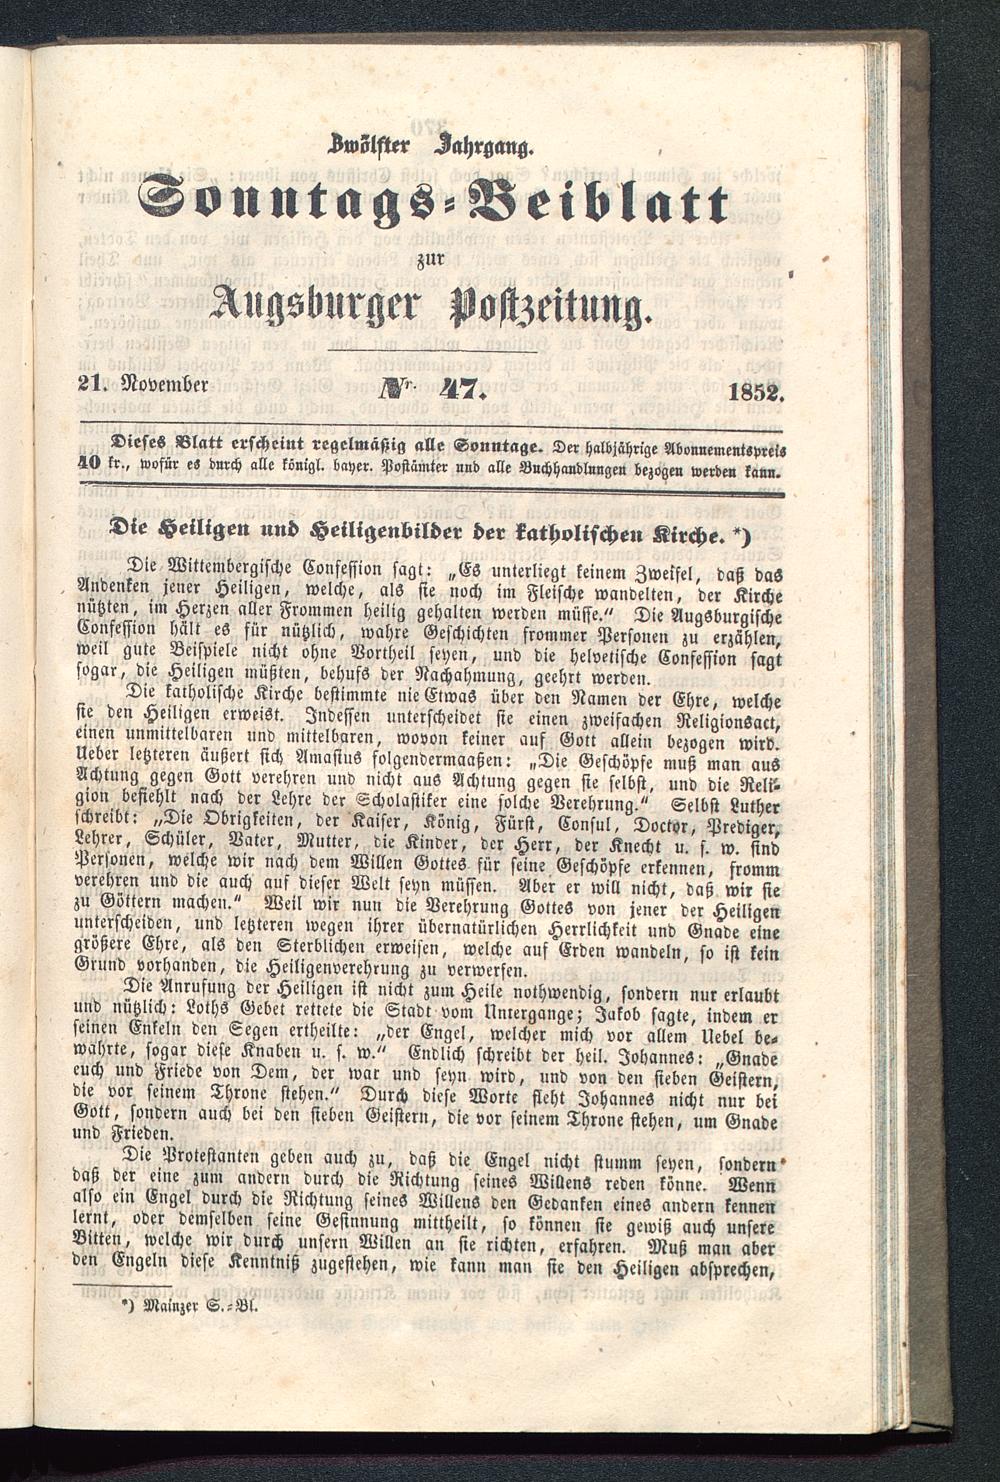 Zwölfter Jahrgang.
Sonntags-Beiblatt
zur
Augsburger Postzeitung.
21. November Nr. 47. 1852.
Dieses Blatt erscheint regelmäßig alle Sonntage. Der halbjährige Abonnementspreis
40 kr., wofür es durch alle königl. bayer. Postämter und alle Buchhandlungen bezogen werden kann.
Die Heiligen und Heiligenbilder der katholischen Kirche. *)
Die Wittembergische Confession sagt: „Es unterliegt keinem Zweifel, daß das
Andenken jener Heiligen, welche, als sie noch im Fleische wandelten, der Kirche
nützten, im Herzen aller Frommen heilig gehalten werden müsse.“ Die Augsburgische
Confession hält es für nützlich, wahre Geschichten frommer Personen zu erzählen,
weil gute Beispiele nicht ohne Vortheil seyen, und die helvetische Confession sagt
sogar, die Heiligen müßten, behufs der Nachahmung, geehrt werden.
Die katholische Kirche bestimmte nie Etwas über den Namen der Ehre, welche
sie den Heiligen erweist. Indessen unterscheidet sie einen zweifachen Religionsact,
einen unmittelbaren und mittelbaren, wovon keiner auf Gott allein bezogen wird.
Ueber letzteren äußert sich Amasius folgendermaaßen: „Die Geschöpfe muß man aus
Achtung gegen Gott verehren und nicht aus Achtung gegen sie selbst, und die Reli-
gion befiehlt nach der Lehre der Scholastiker eine solche Verehrung.“ Selbst Luther
schreibt: „Die Obrigkeiten, der Kaiser, König, Fürst, Consul, Doctor, Prediger,
Lehrer, Schüler, Vater, Mutter, die Kinder, der Herr, der Knecht u. s. w. sind
Personen, welche wir nach dem Willen Gottes für seine Geschöpfe erkennen, fromm
verehren und die auch auf dieser Welt seyn müssen. Aber er will nicht, daß wir sie
zu Göttern machen.“ Weil wir nun die Verehrung Gottes von jener der Heiligen
unterscheiden, und letzteren wegen ihrer übernatürlichen Herrlichkeit und Gnade eine
größere Ehre, als den Sterblichen erweisen, welche auf Erden wandeln, so ist kein
Grund vorhanden, die Heiligenverehrung zu verwerfen.
Die Anrufung der Heiligen ist nicht zum Heile nothwendig, sondern nur erlaubt
und nützlich: Loths Gebet rettete die Stadt vom Untergange; Jakob sagte, indem er
seinen Enkeln den Segen ertheilte: „der Engel, welcher mich vor allem Uebel be-
wahrte, sogar diese Knaben u. s. w.“ Endlich schreibt der heil. Johannes: „Gnade
euch und Friede von Dem, der war und seyn wird, und von den sieben Geistern,
die vor seinem Throne stehen.“ Durch diese Worte fleht Johannes nicht nur bei
Gott, sondern auch bei den sieben Geistern, die vor seinem Throne stehen, um Gnade
und Frieden.
Die Protestanten geben auch zu, daß die Engel nicht stumm seyen, sondern
daß der eine zum andern durch die Richtung seines Willens reden könne. Wenn
also ein Engel durch die Richtung seines Willens den Gedanken eines andern kennen
lernt, oder demselben seine Gesinnung mittheilt, so können sie gewiß auch unsere
Bitten, welche wir durch unsern Willen an sie richten, erfahren. Muß man aber
den Engeln diese Kenntniß zugestehen, wie kann man sie den Heiligen absprechen,
*) Mainzer S.-Bl.